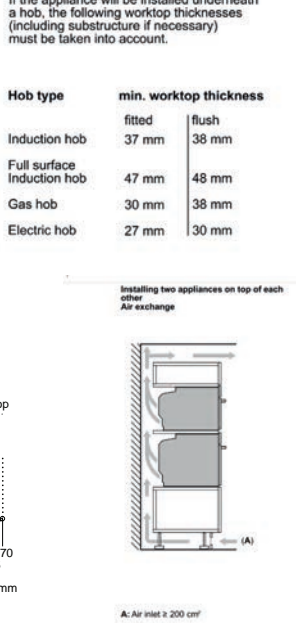 If the appliance will be installed underneath
a hob, the following worktop thicknesses
(including substructure if necessary)
must be taken into account.
Hob type min. worktop thickness
fitted flush
Induction hob 37 mm 38 mm
Full surface
Induction hob 47 mm 48 mm
Gas hob 30 mm 38 mm
Electric hob 27 mm 30 mm
Installing two appliances on top of each
other
Air exchange
op
70
mm
(A)
A: Air inlet ≥ 200 cm²